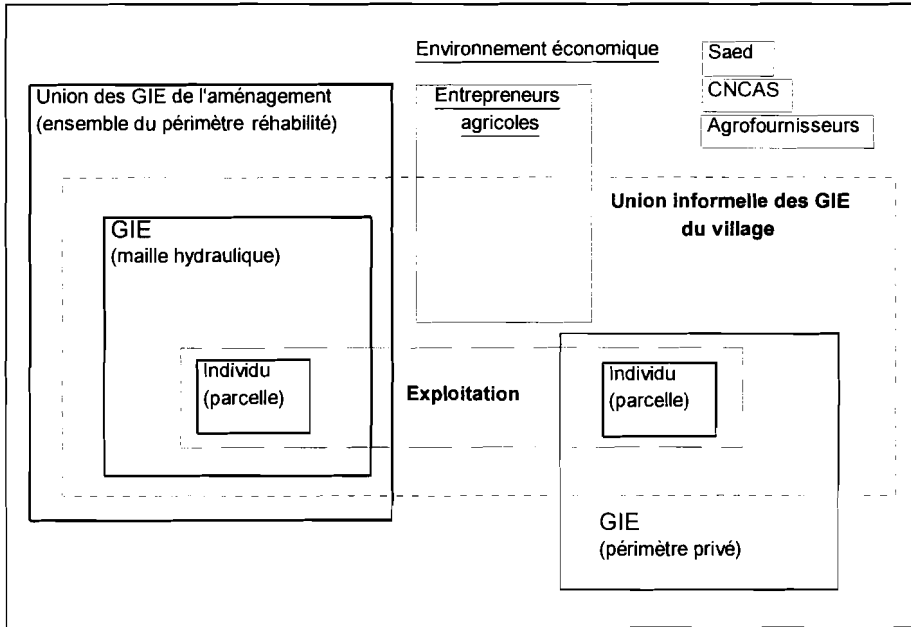 Environnement économique
Saed
CNCAS
Agrofournisseurs
Union des GIE de l'aménagement
(ensemble du périmètre réhabilité)
Entrepreneurs
agricoles
Union informelle des GIE
du village
GIE
(maille hydraulique)
Individu
(parcelle)
Exploitation
Individu
(parcelle)
GIE
(périmètre privé)